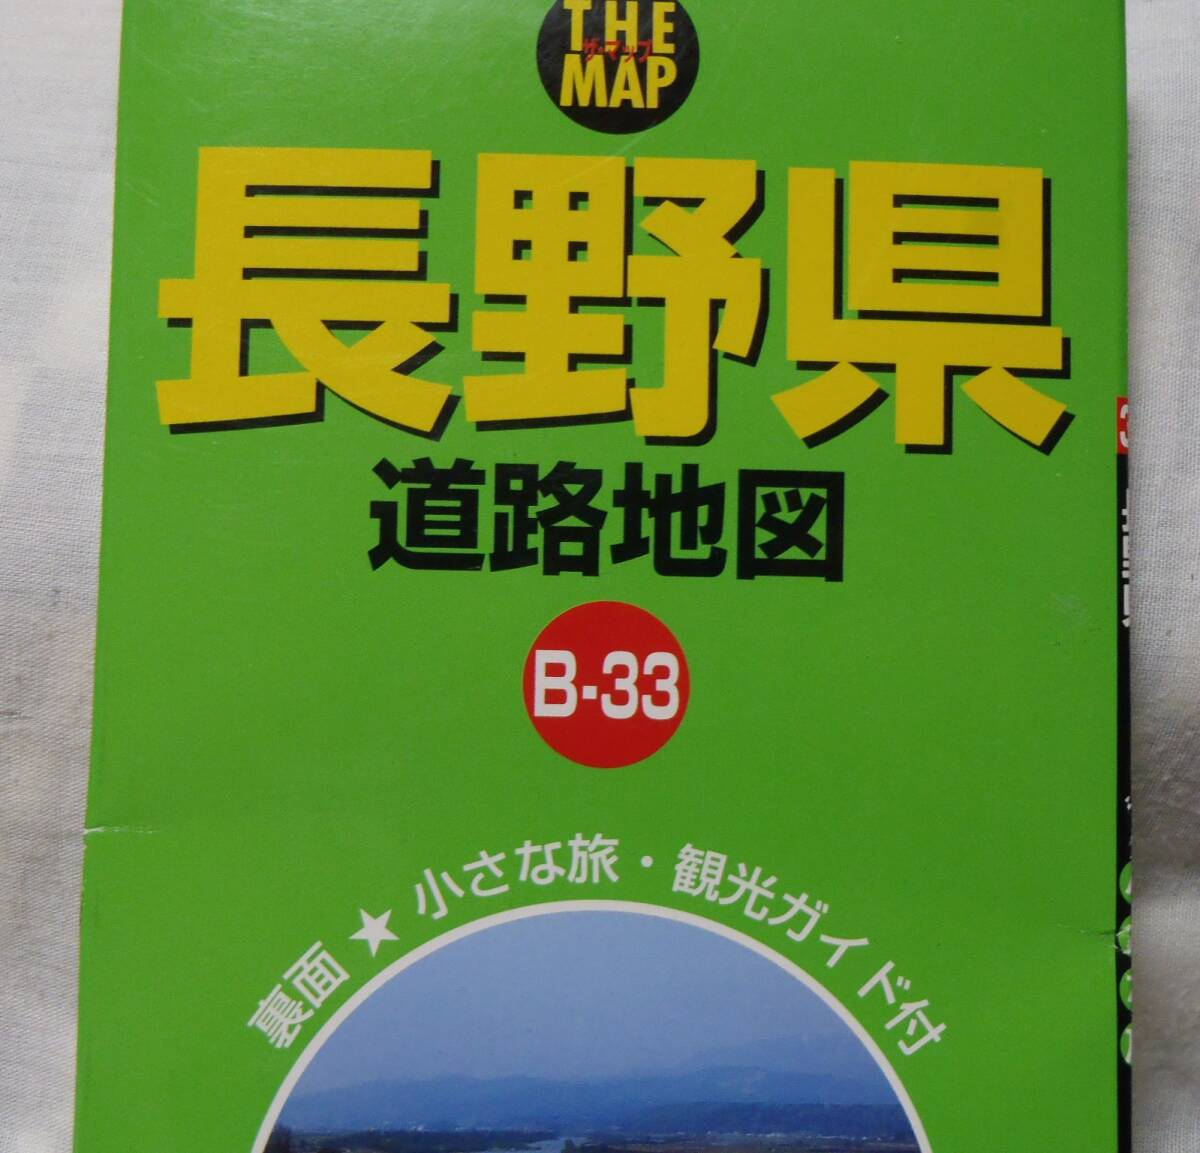 THE
ザ・マップ
MAP
長野県
道路地図
B-33
裏面★小さな旅・観光ガイド付